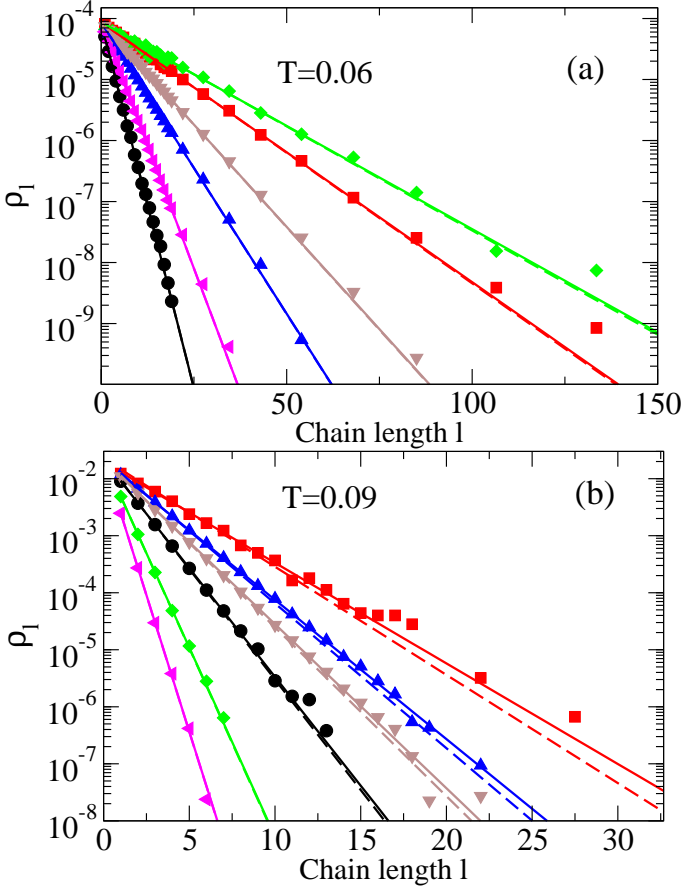 10⁻⁴
10⁻⁵
10⁻⁶
10⁻⁷
10⁻⁸
10⁻⁹
ρ_l
T=0.06
(a)
0 50 100 150
Chain length l
10⁻²
10⁻³
10⁻⁴
10⁻⁵
10⁻⁶
10⁻⁷
10⁻⁸
ρ_l
T=0.09
(b)
0 5 10 15 20 25 30
Chain length l